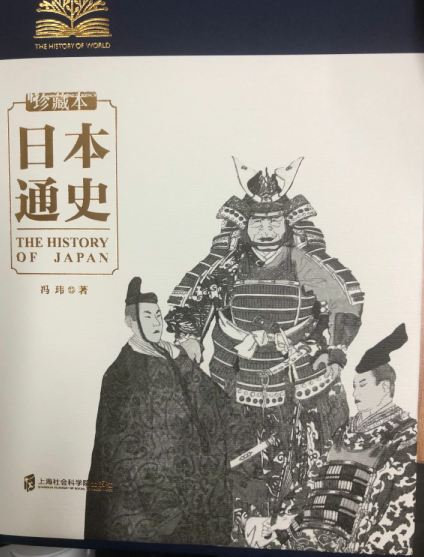 THE HISTORY OF WORLD
珍藏本
日本
通史
THE HISTORY
OF JAPAN
冯 玮 著
上海社会科学院出版社